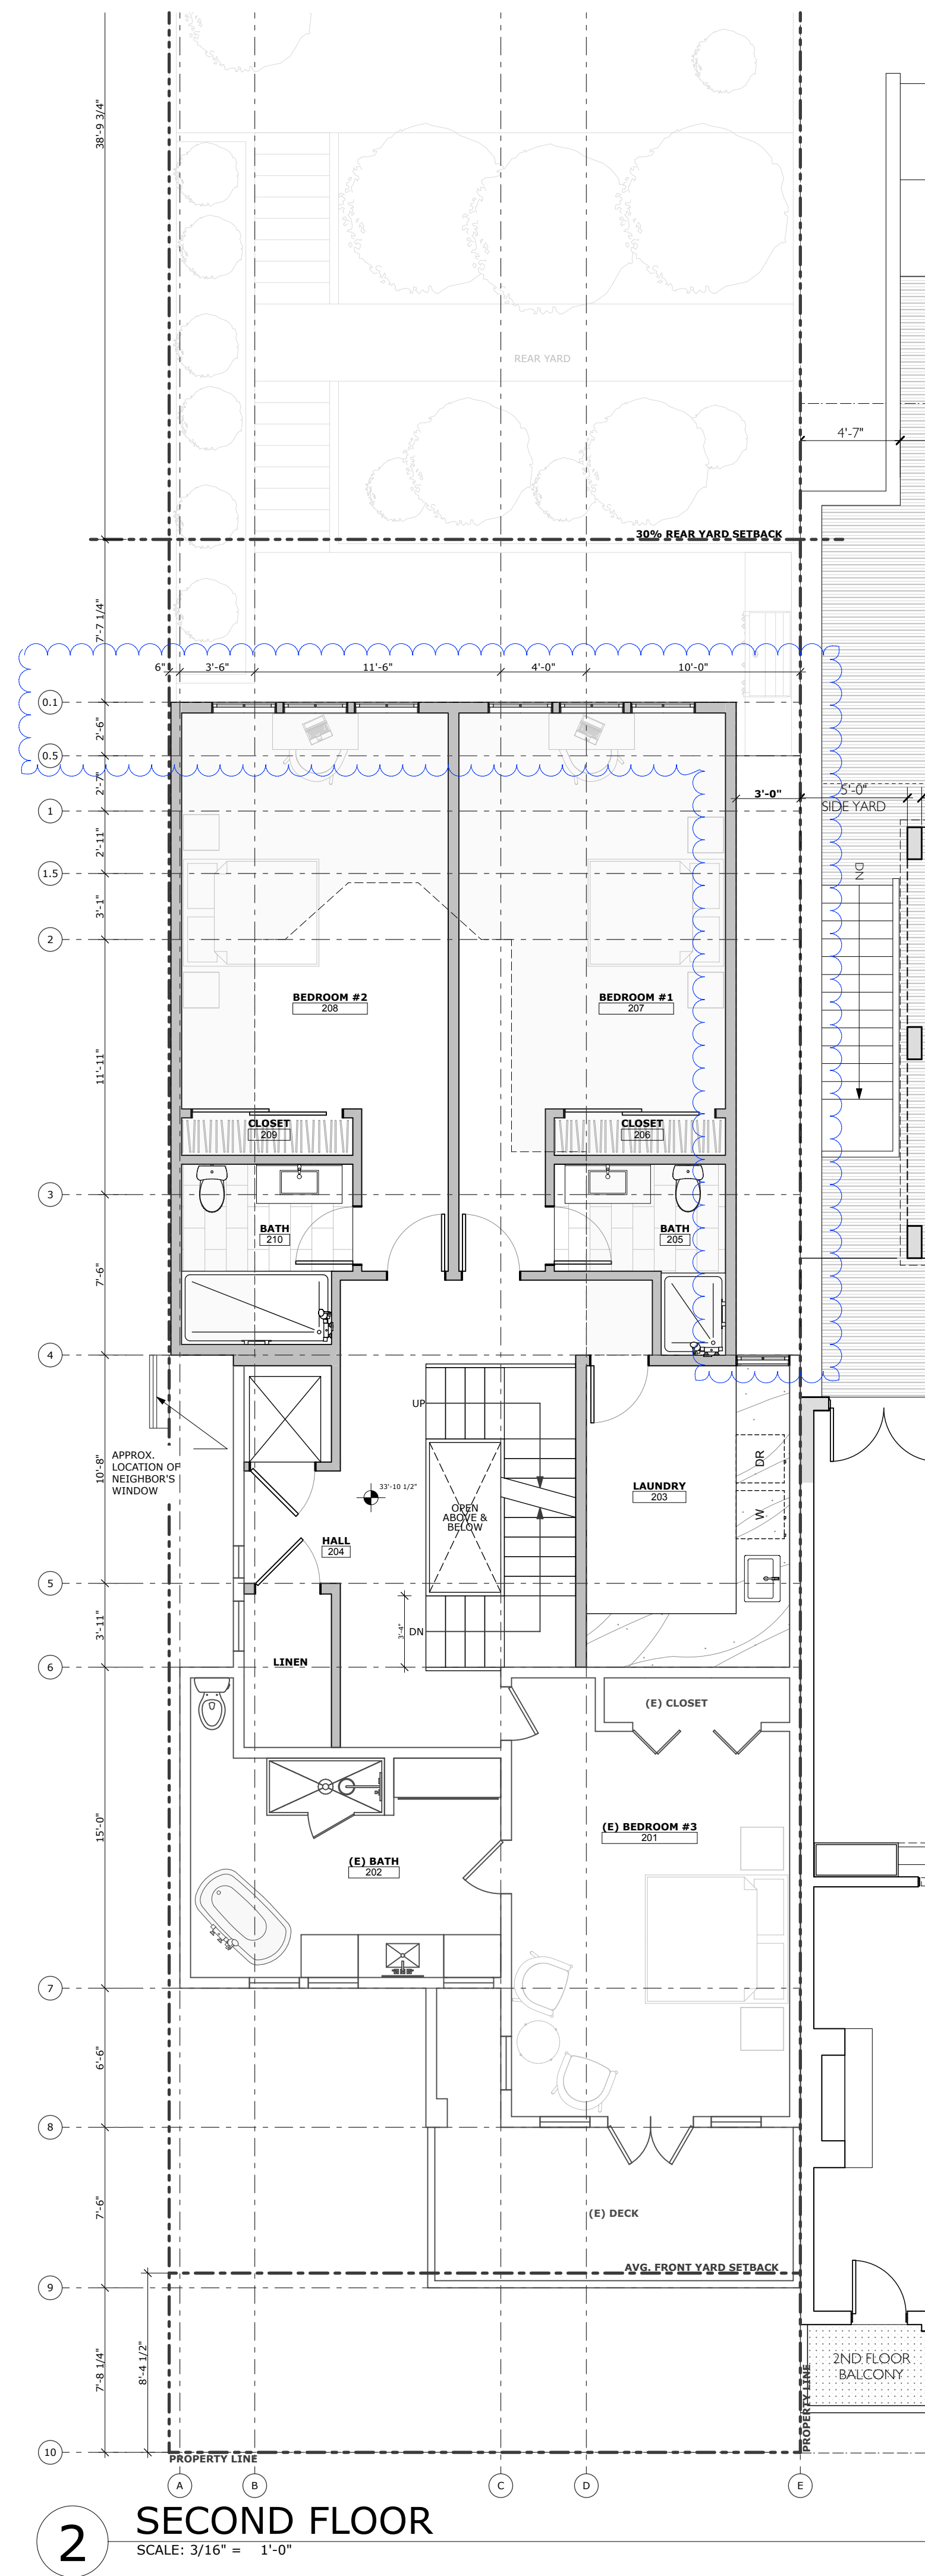 38'-9 3/4"
REAR YARD
4'-7"
30% REAR YARD SETBACK
7'-7 1/4"
6"
3'-6"
11'-6"
4'-0"
10'-0"
0.1
2'-6"
0.5
2'-7"
3'-0"
5'-0"
SIDE YARD
1
2'-11"
1.5
DN
3'-1"
2
BEDROOM #2
208
BEDROOM #1
207
11'-11"
CLOSET
209
CLOSET
206
3
BATH
210
BATH
205
7'-6"
4
UP
APPROX.
LOCATION OF
NEIGHBOR'S
WINDOW
10'-8"
33'-10 1/2"
OPEN
ABOVE &
BELOW
LAUNDRY
203
DR
W
HALL
204
5
3'-11"
3'-4"
DN
6
LINEN
(E) CLOSET
15'-0"
(E) BATH
202
(E) BEDROOM #3
201
7
6'-6"
8
7'-6"
(E) DECK
AVG. FRONT YARD SETBACK
9
7'-8 1/4"
8'-4 1/2"
2ND FLOOR
BALCONY
PROPERTY LINE
10
PROPERTY LINE
A
B
C
D
E
2
SECOND FLOOR
SCALE: 3/16" = 1'-0"